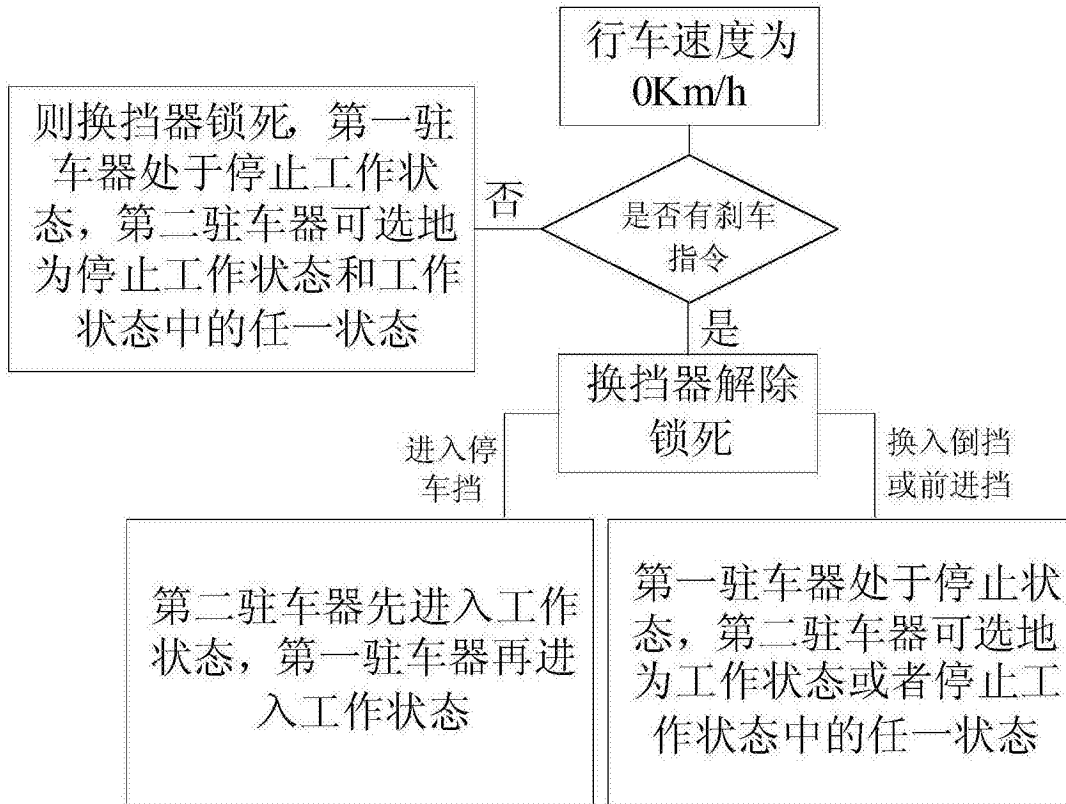 行车速度为
0Km/h
则换挡器锁死,第一驻
车器处于停止工作状
态，第二驻车器可选地
为停止工作状态和工作
状态中的任一状态
否
是否有刹车
指令
是
换挡器解除
锁死
进入停
车挡
换入倒挡
或前进挡
第二驻车器先进入工作
状态，第一驻车器再进
入工作状态
第一驻车器处于停止状
态，第二驻车器可选地
为工作状态或者停止工
作状态中的任一状态